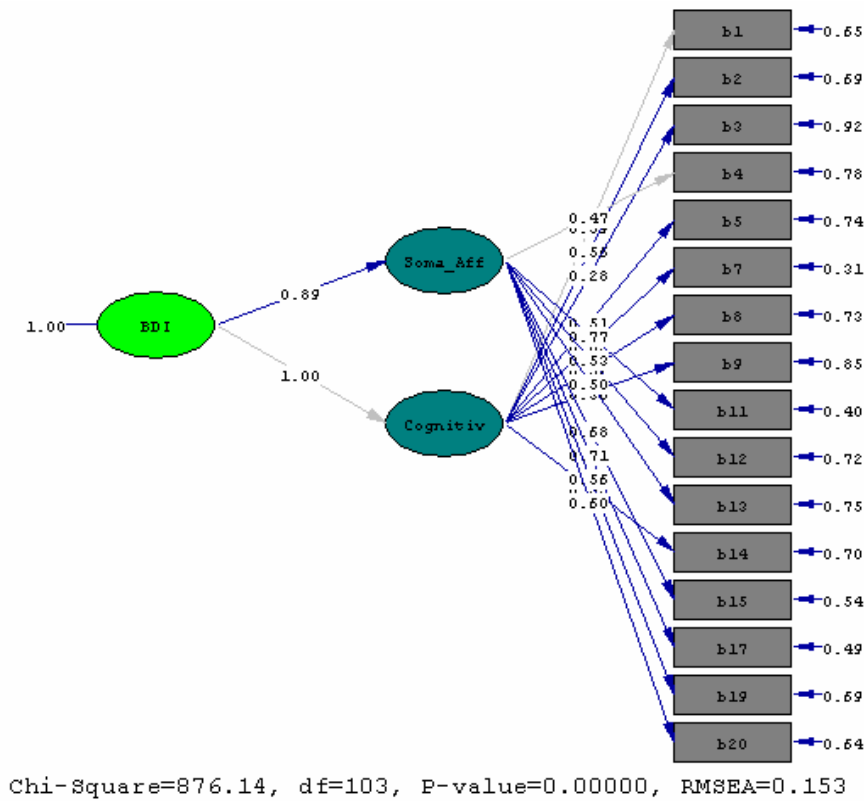 b1 0.65
b2 0.69
b3 0.92
b4 0.78
0.47
b5 0.74
Soma_Aff 0.56
b7 0.31
0.28
0.89
b8 0.73
1.00 BDI 0.51
0.77
0.53
b9 0.85
1.00 0.50
b11 0.40
Cognitiv 0.68
b12 0.72
0.71
0.56
b13 0.75
0.60
b14 0.70
b15 0.54
b17 0.49
b19 0.69
b20 0.64
Chi-Square=876.14, df=103, P-value=0.00000, RMSEA=0.153